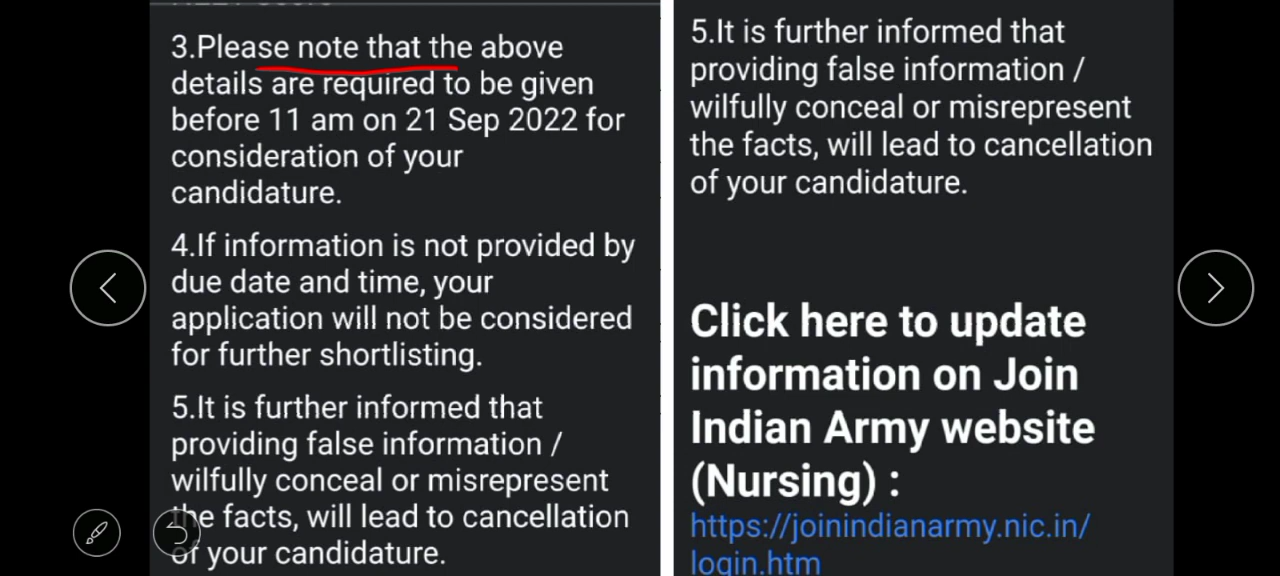 3.Please note that the above
details are required to be given
before 11 am on 21 Sep 2022 for
consideration of your
candidature.
4.If information is not provided by
due date and time, your
application will not be considered
for further shortlisting.
5.It is further informed that
providing false information /
wilfully conceal or misrepresent
the facts, will lead to cancellation
of your candidature.
5.It is further informed that
providing false information /
wilfully conceal or misrepresent
the facts, will lead to cancellation
of your candidature.
Click here to update
information on Join
Indian Army website
(Nursing) :
https://joinindianarmy.nic.in/
login.htm